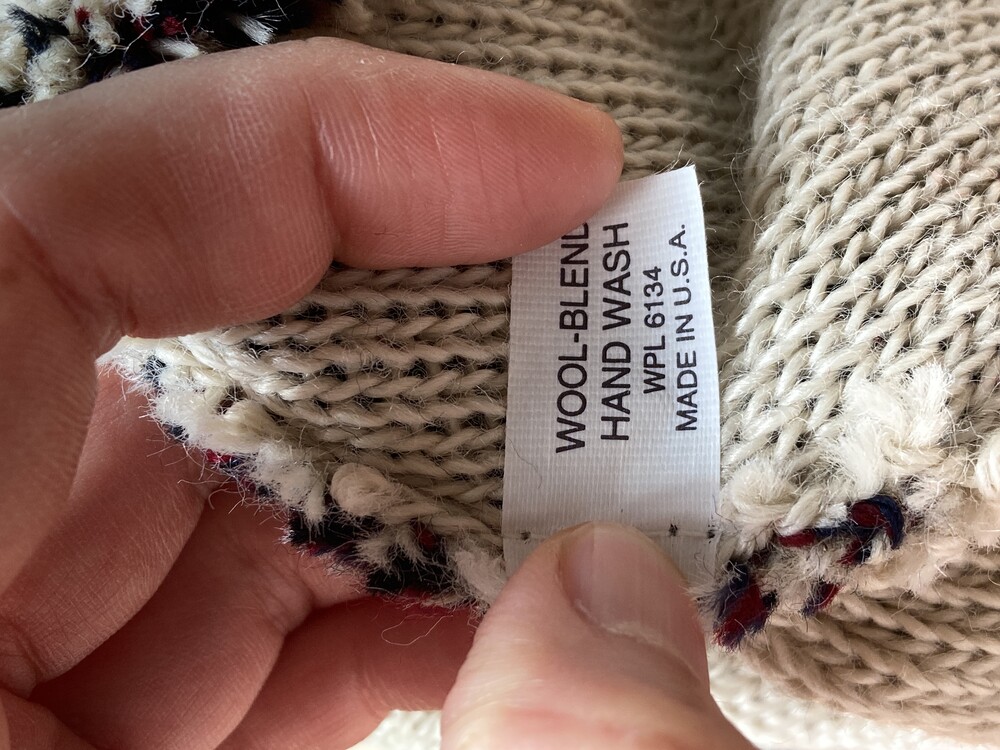 WOOL-BLEND
HAND WASH
WPL 6134
MADE IN U.S.A.